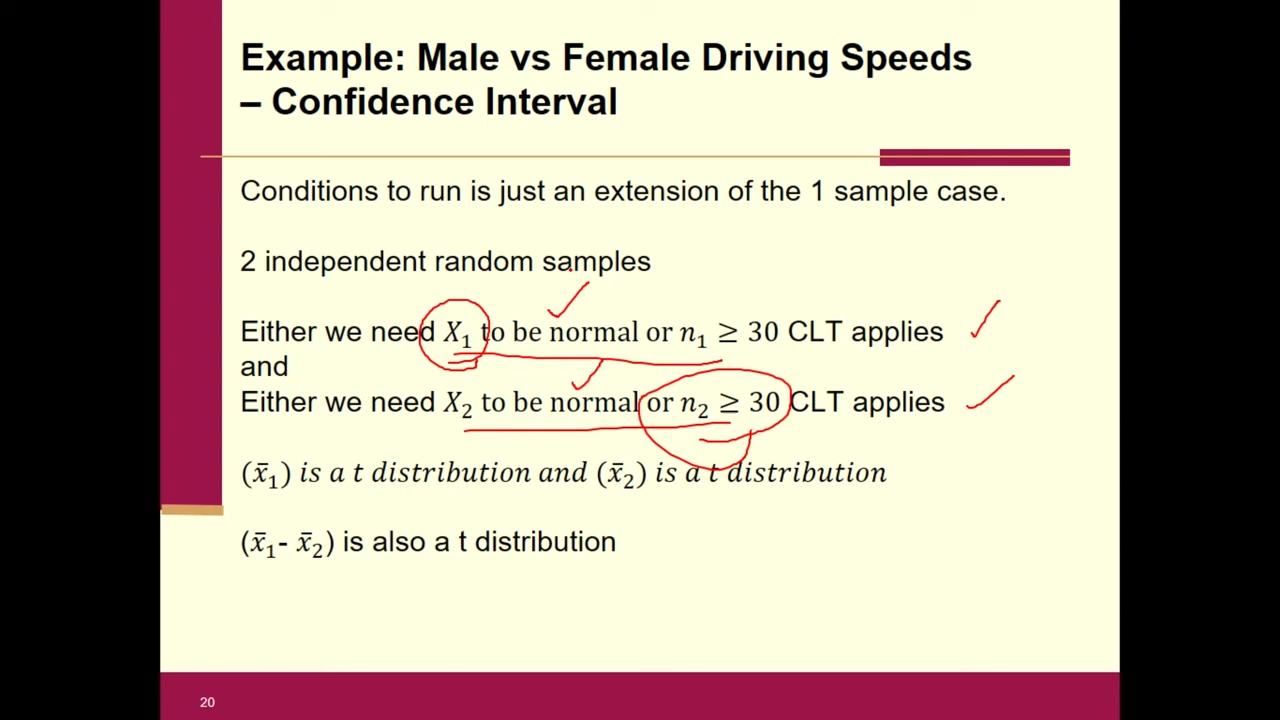 Example: Male vs Female Driving Speeds
– Confidence Interval
Conditions to run is just an extension of the 1 sample case.
2 independent random samples
Either we need X₁ to be normal or n₁ ≥ 30 CLT applies
and
Either we need X₂ to be normal or n₂ ≥ 30 CLT applies
(x̄₁) is a t distribution and (x̄₂) is a t distribution
(x̄₁- x̄₂) is also a t distribution
20